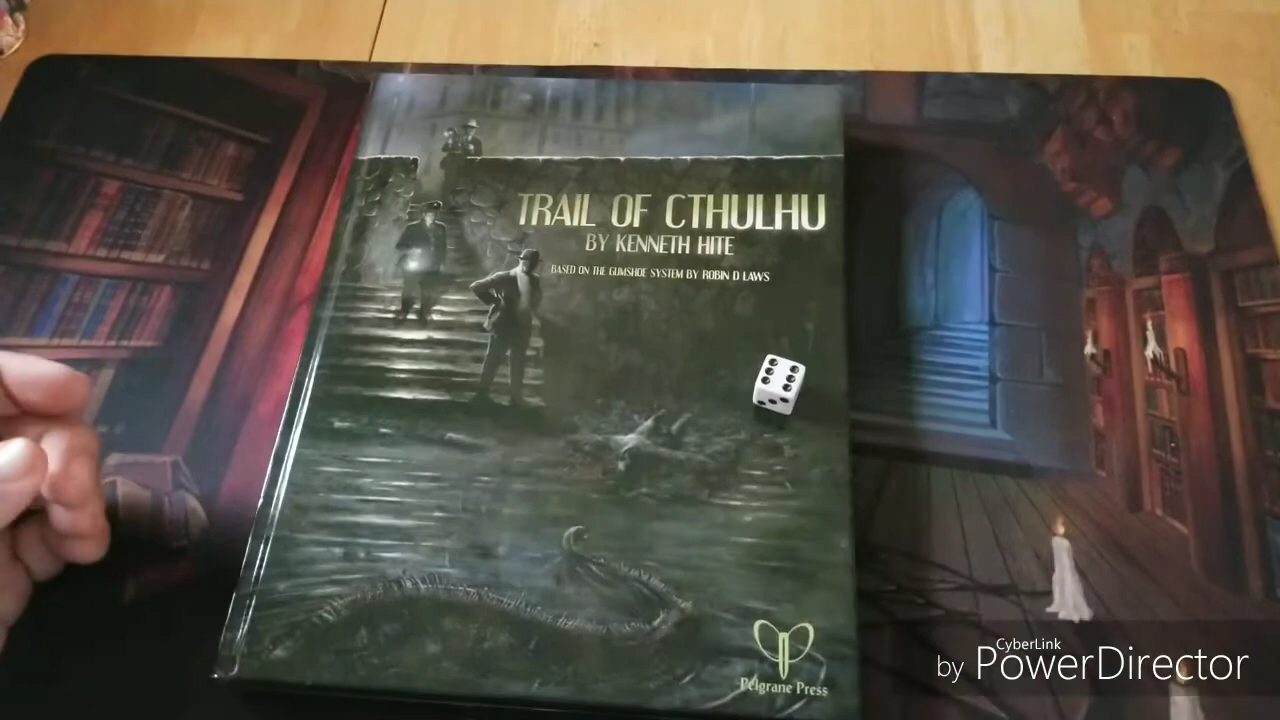 TRAIL OF CTHULHU
BY KENNETH HITE
BASED ON THE GUMSHOE SYSTEM BY ROBIN D LAWS
Pelgrane Press
CyberLink
by PowerDirector